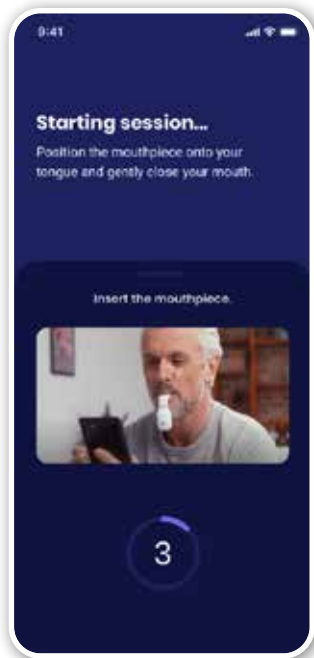 9:41
Starting session...
Position the mouthpiece onto your
tongue and gently close your mouth.
Insert the mouthpiece.
3